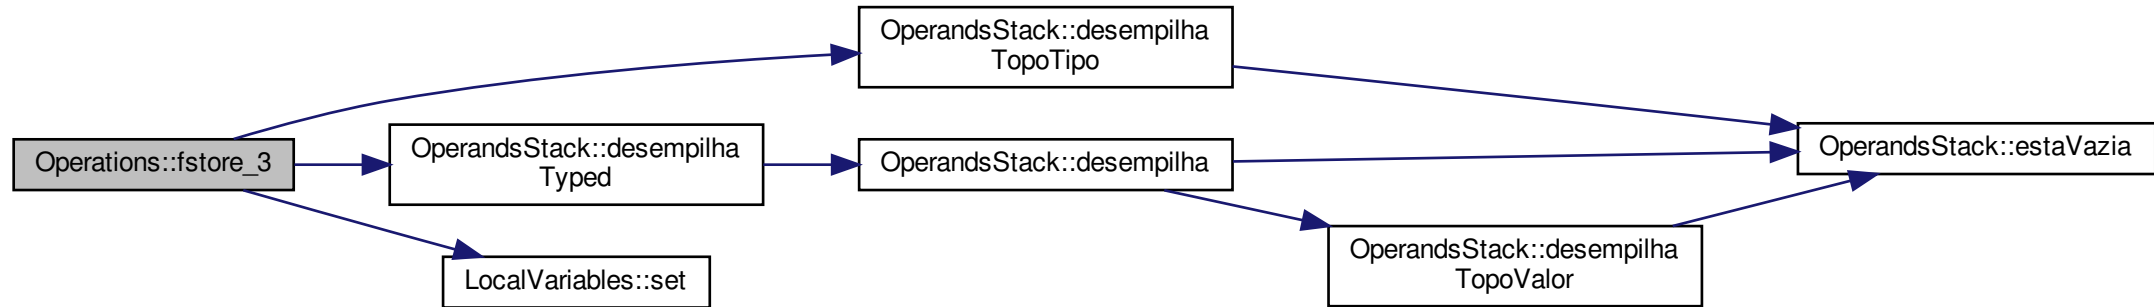 Operations::fstore_3
OperandsStack::desempilha
TopoTipo
OperandsStack::desempilha
Typed
LocalVariables::set
OperandsStack::desempilha
OperandsStack::desempilha
TopoValor
OperandsStack::estaVazia